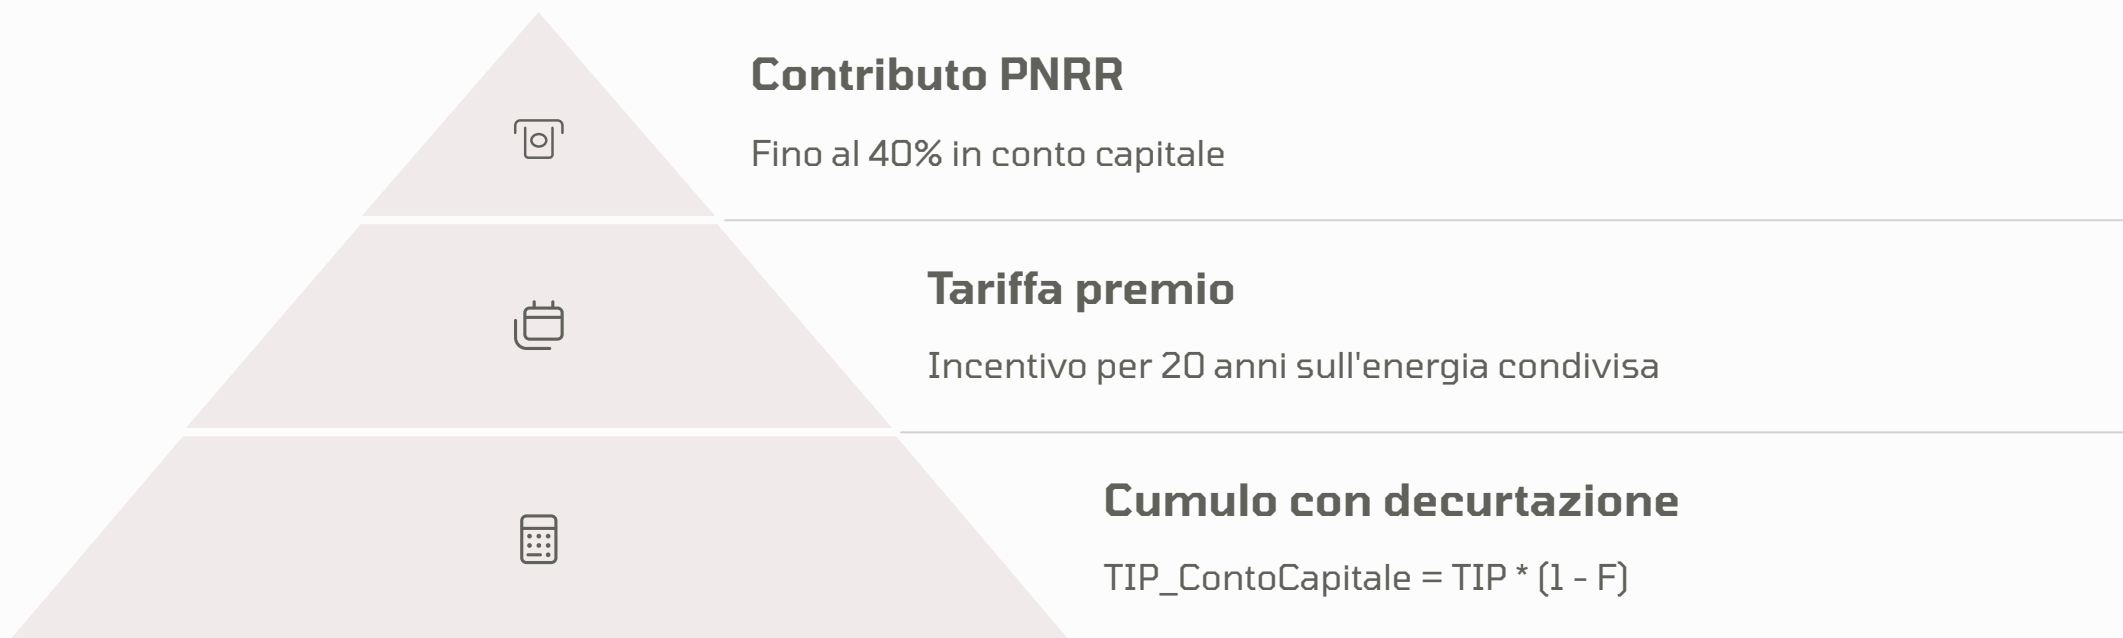 Contributo PNRR
Fino al 40% in conto capitale
Tariffa premio
Incentivo per 20 anni sull'energia condivisa
Cumulo con decurtazione
TIP_ContoCapitale = TIP * (1 - F)